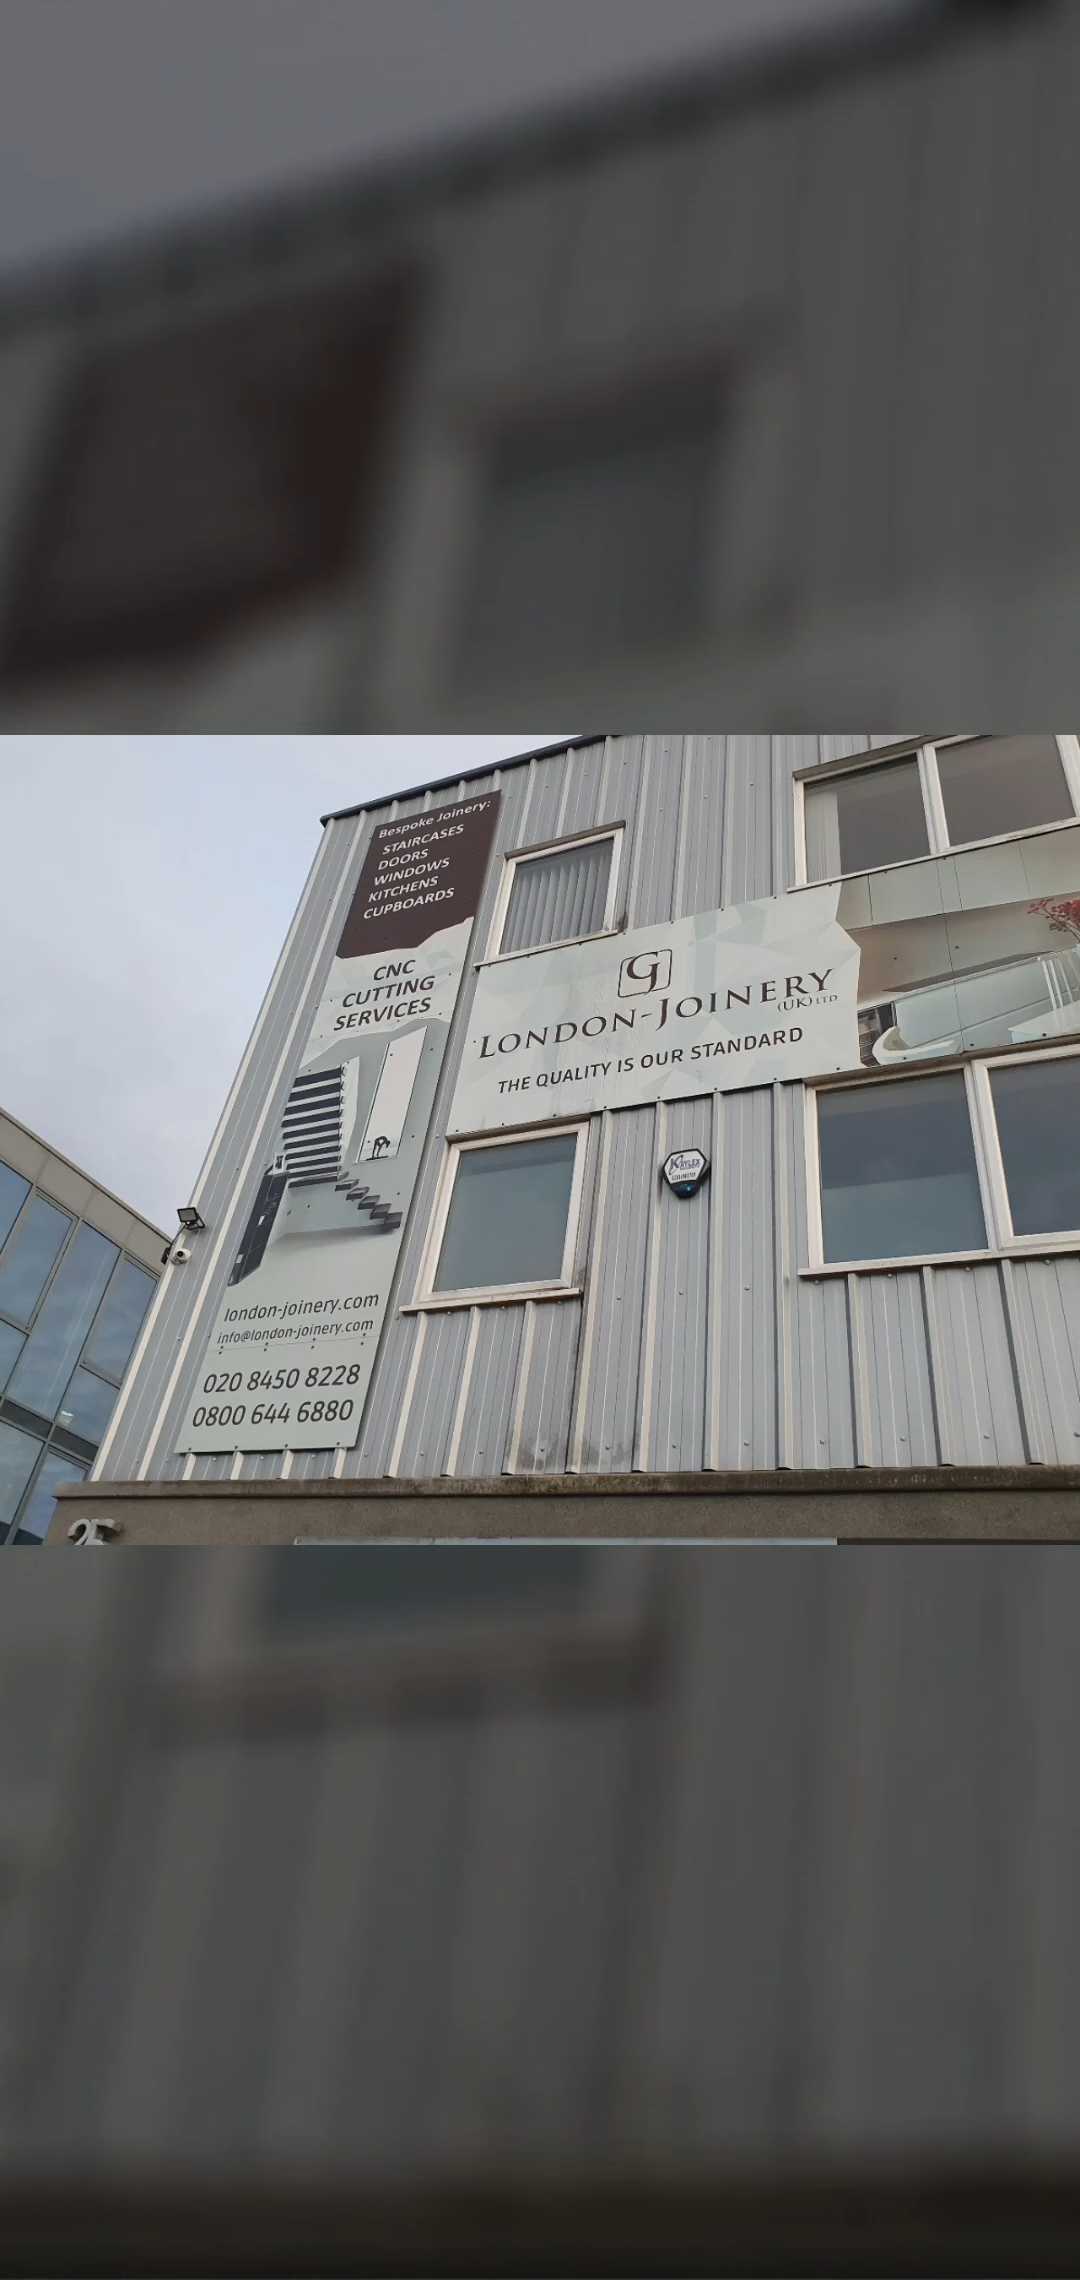 Bespoke Joinery:
STAIRCASES
DOORS
WINDOWS
KITCHENS
CUPBOARDS
CNC
CUTTING
SERVICES
london-joinery.com
info@london-joinery.com
020 8450 8228
0800 644 6880
GJ
LONDON-JOINERY
(UK) LTD
THE QUALITY IS OUR STANDARD
25